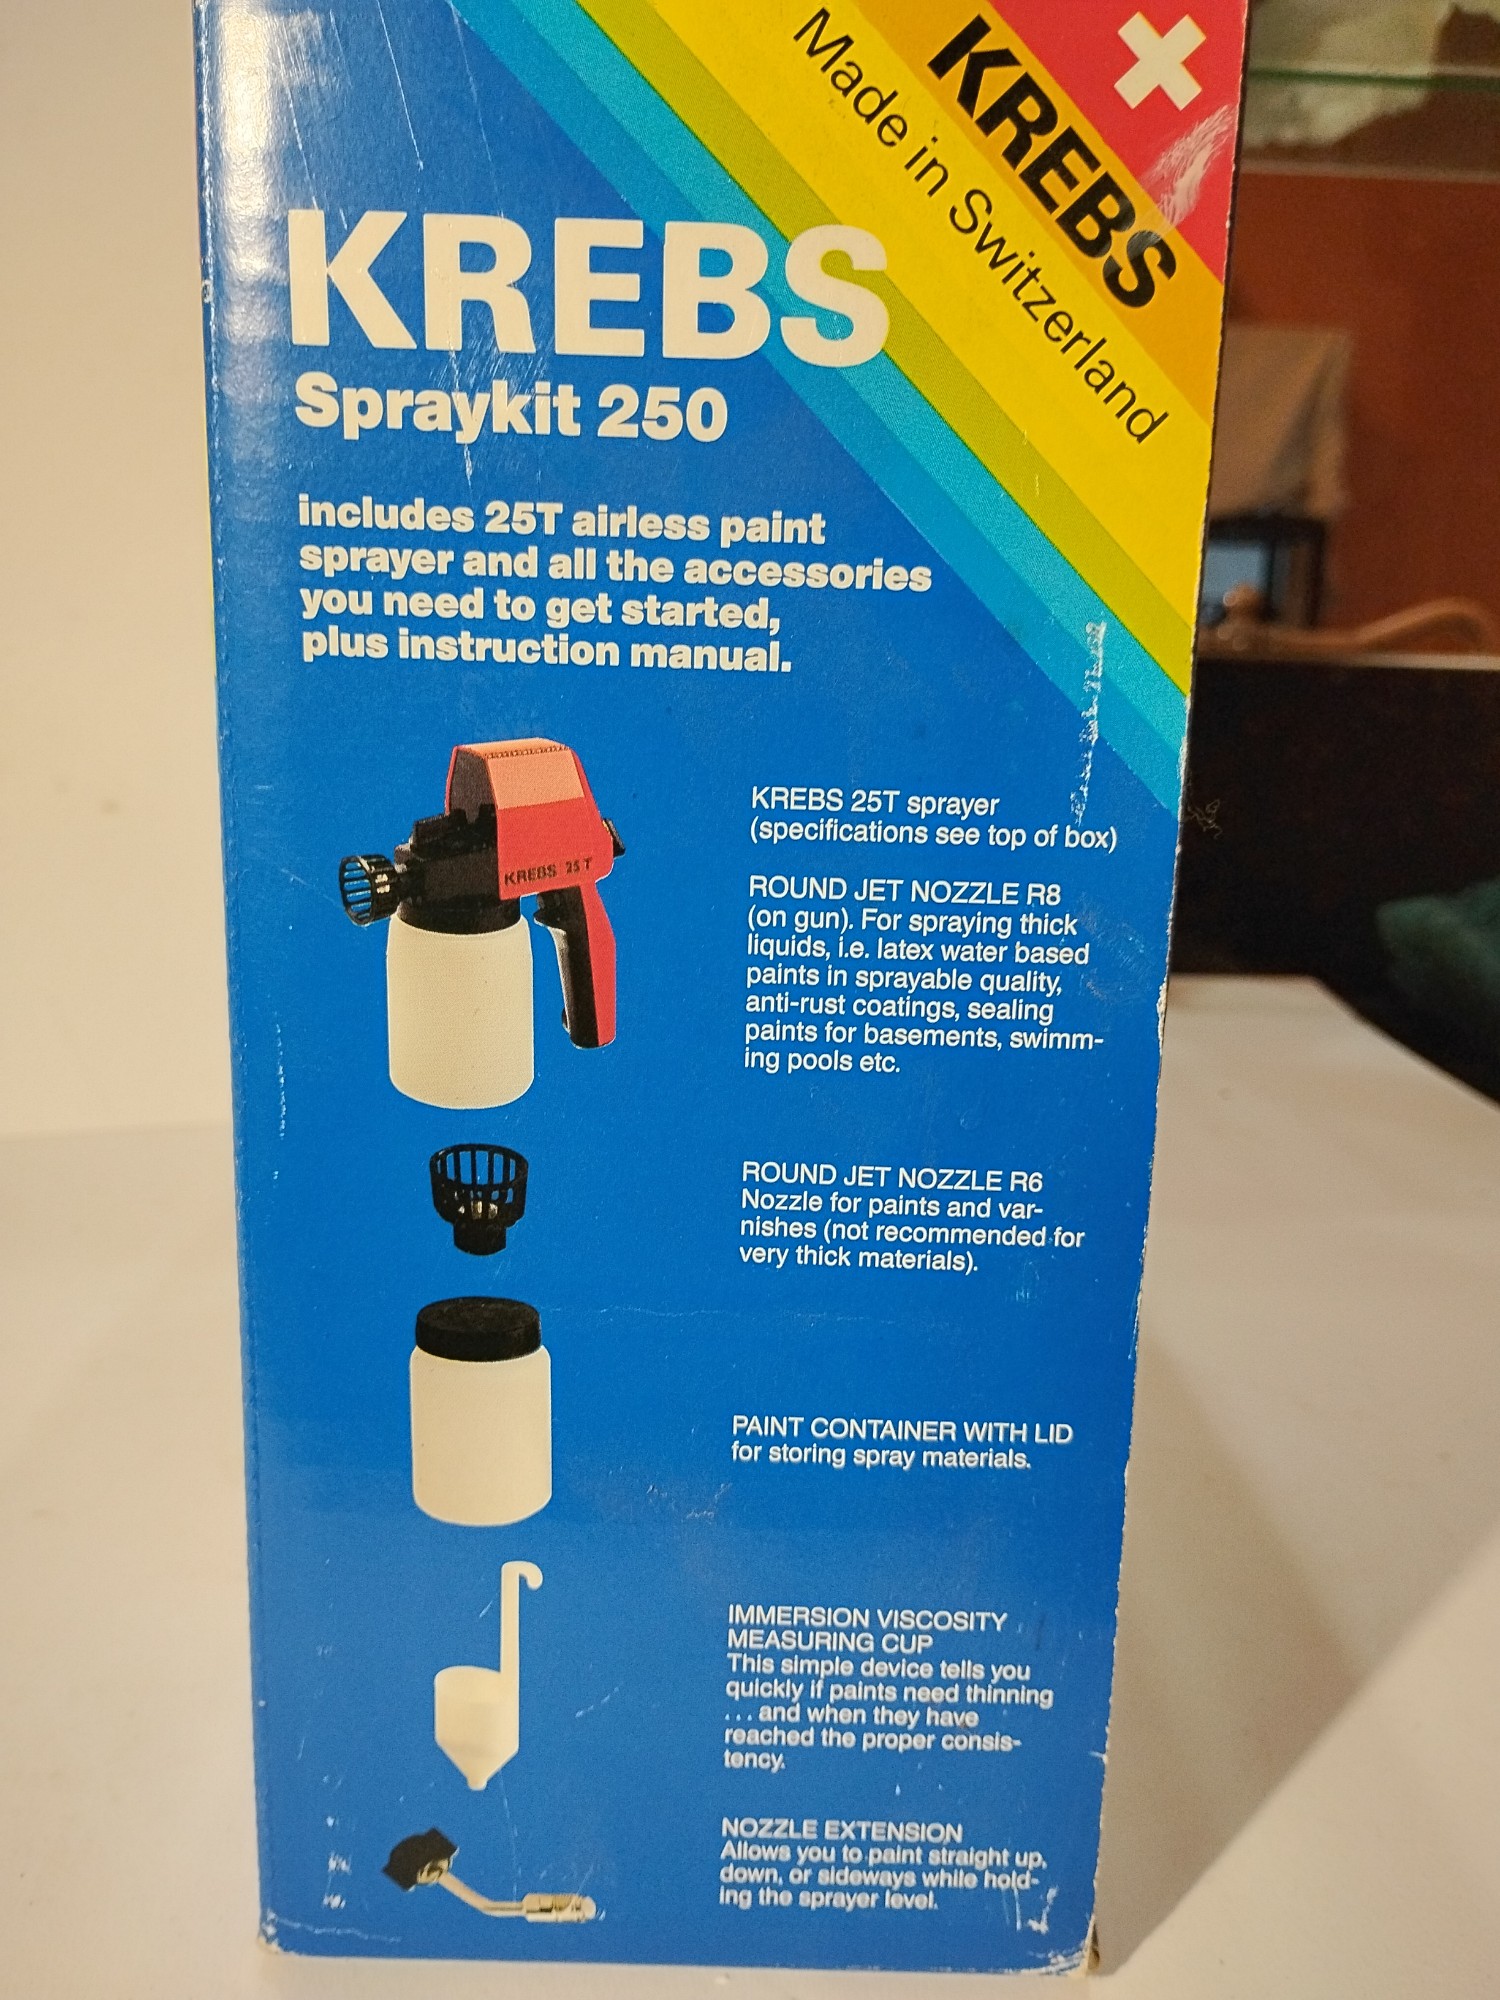 KREBS
Made in Switzerland
KREBS
Spraykit 250
includes 25T airless paint
sprayer and all the accessories
you need to get started,
plus instruction manual.
KREBS 25 T
KREBS 25T sprayer
(specifications see top of box)
ROUND JET NOZZLE R8
(on gun). For spraying thick
liquids, i.e. latex water based
paints in sprayable quality,
anti-rust coatings, sealing
paints for basements, swimm-
ing pools etc.
ROUND JET NOZZLE R6
Nozzle for paints and var-
nishes (not recommended for
very thick materials).
PAINT CONTAINER WITH LID
for storing spray materials.
IMMERSION VISCOSITY
MEASURING CUP
This simple device tells you
quickly if paints need thinning
... and when they have
reached the proper consis-
tency.
NOZZLE EXTENSION
Allows you to paint straight up,
down, or sideways while hold-
ing the sprayer level.